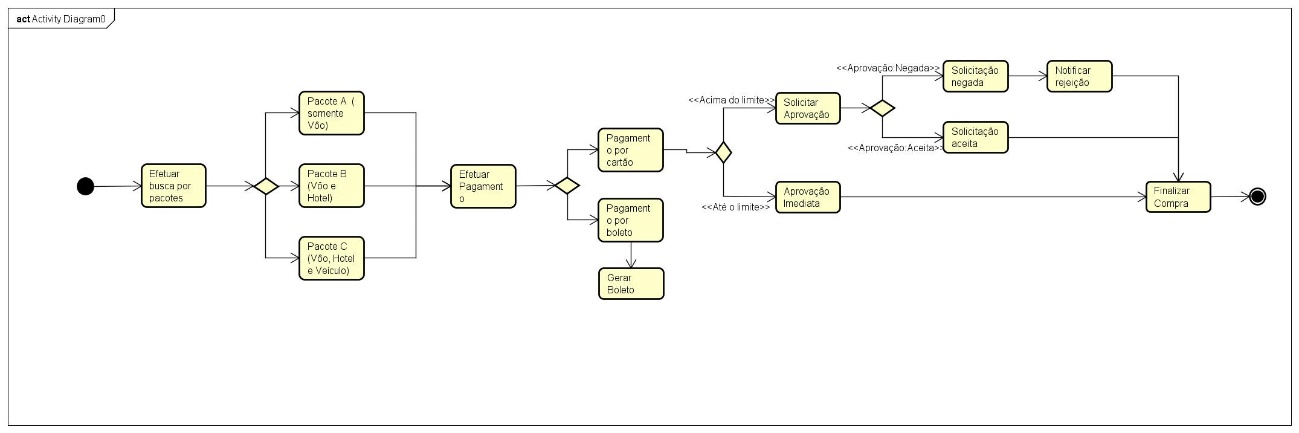 act Activity Diagram0
<<Aprovação:Negada>>
Solicitação
negada
Notificar
rejeição
Pacote A (
somente
Vôo)
<<Acima do limite>>
Solicitar
Aprovação
Solicitação
aceita
<<Aprovação:Aceita>>
Pagament
o por
cartão
Efetuar
busca por
pacotes
Pacote B
(Vôo e
Hotel)
Efetuar
Pagament
o
Aprovação
Imediata
<<Até o limite>>
Finalizar
Compra
Pagament
o por
boleto
Pacote C
(Vôo, Hotel
e Veiculo)
Gerar
Boleto